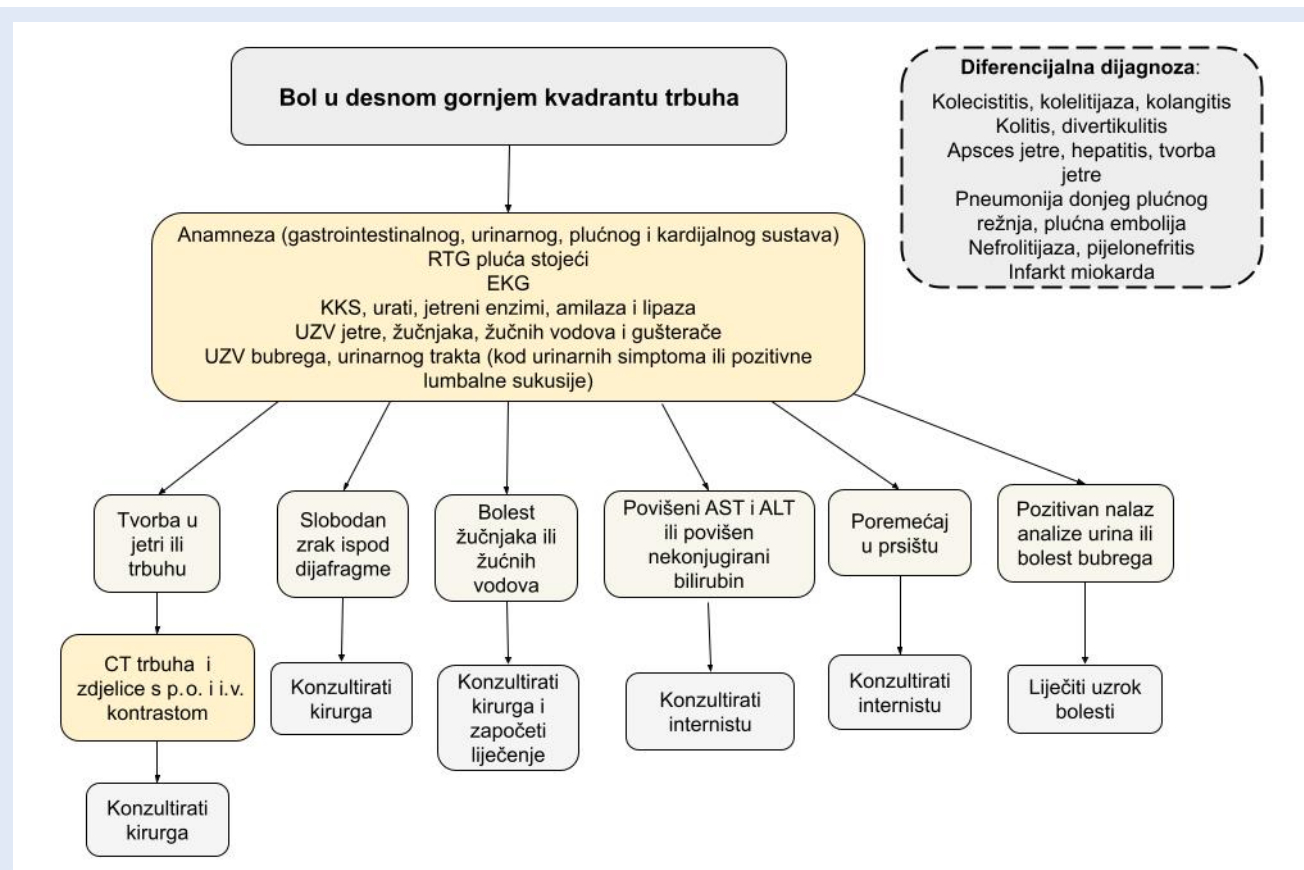 Bol u desnom gornjem kvadrantu trbuha
Diferencijalna dijagnoza:
Kolecistitis, kolelitijaza, kolangitis
Kolitis, divertikulitis
Apsces jetre, hepatitis, tvorba
jetre
Pneumonija donjeg plućnog
režnja, plućna embolija
Nefrolitijaza, pijelonefritis
Infarkt miokarda
Anamneza (gastrointestinalnog, urinarnog, plućnog i kardijalnog sustava)
RTG pluća stojeći
EKG
KKS, urati, jetreni enzimi, amilaza i lipaza
UZV jetre, žučnjaka, žučnih vodova i gušterače
UZV bubrega, urinarnog trakta (kod urinarnih simptoma ili pozitivne
lumbalne sukusije)
Tvorba u
jetri ili
trbuhu
Slobodan
zrak ispod
dijafragme
Bolest
žučnjaka ili
žućnih
vodova
Povišeni AST i ALT
ili povišen
nekonjugirani
bilirubin
Poremećaj
u prsištu
Pozitivan nalaz
analize urina ili
bolest bubrega
CT trbuha i
zdjelice s p.o. i i.v.
kontrastom
Konzultirati
kirurga
Konzultirati
kirurga i
započeti
liječenje
Konzultirati
internistu
Konzultirati
internistu
Liječiti uzrok
bolesti
Konzultirati
kirurga